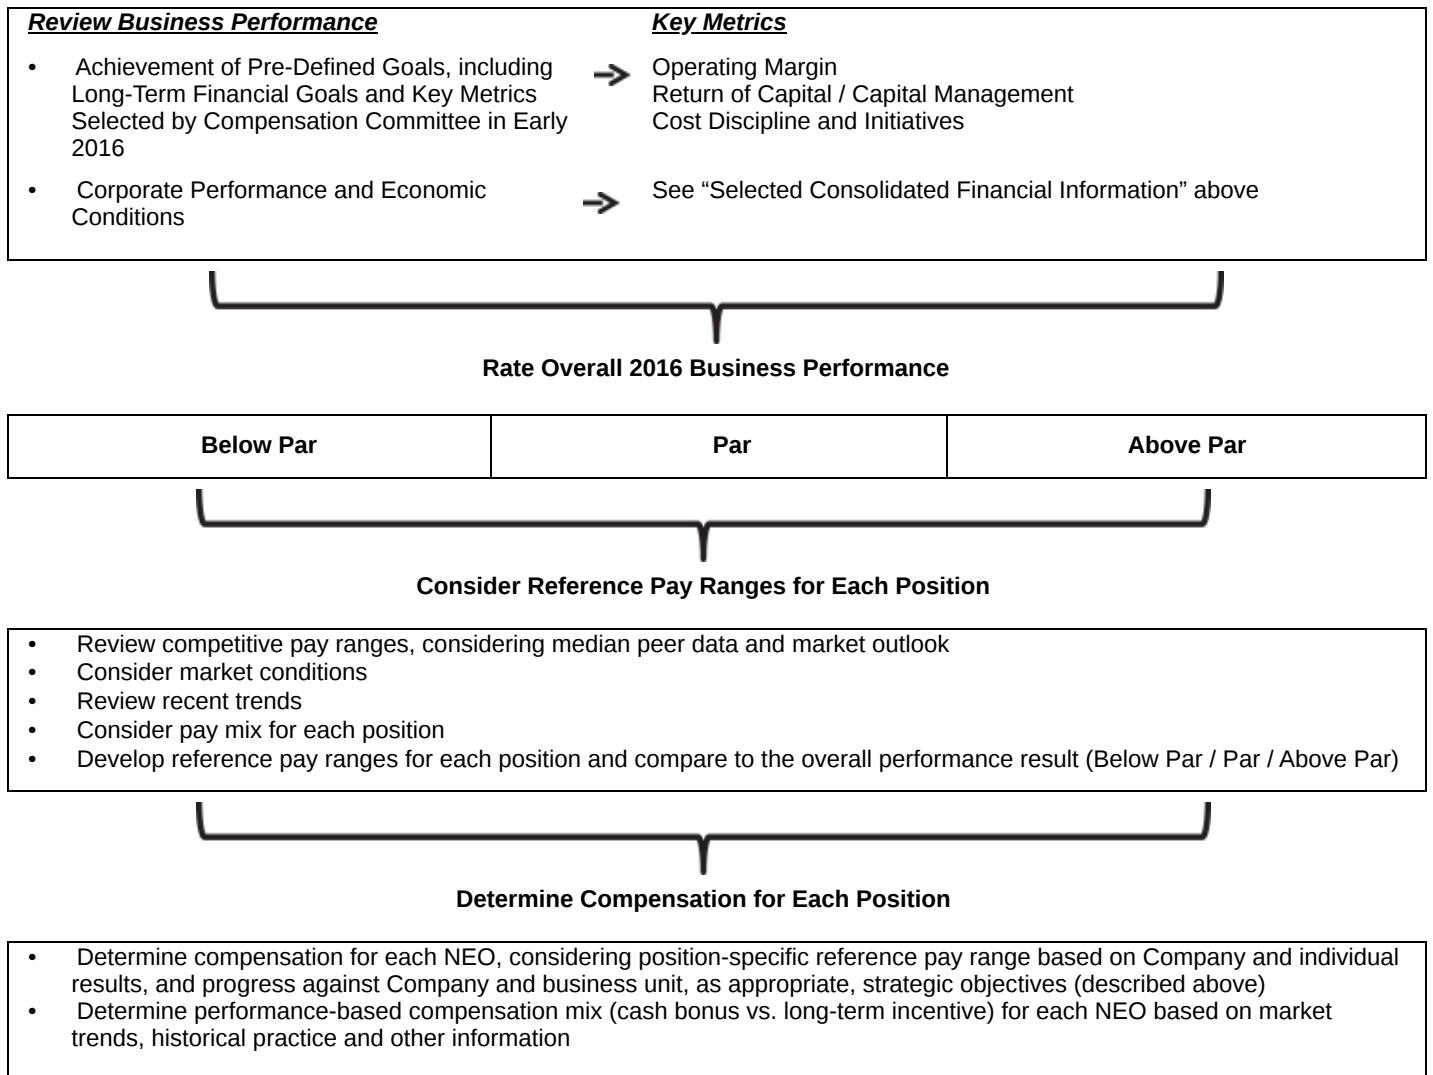 Review Business Performance
Key Metrics
• Achievement of Pre-Defined Goals, including
Long-Term Financial Goals and Key Metrics
Selected by Compensation Committee in Early
2016
Operating Margin
Return of Capital / Capital Management
Cost Discipline and Initiatives
• Corporate Performance and Economic
Conditions
See “Selected Consolidated Financial Information” above
Rate Overall 2016 Business Performance
Below Par
Par
Above Par
Consider Reference Pay Ranges for Each Position
• Review competitive pay ranges, considering median peer data and market outlook
• Consider market conditions
• Review recent trends
• Consider pay mix for each position
• Develop reference pay ranges for each position and compare to the overall performance result (Below Par / Par / Above Par)
Determine Compensation for Each Position
• Determine compensation for each NEO, considering position-specific reference pay range based on Company and individual
results, and progress against Company and business unit, as appropriate, strategic objectives (described above)
• Determine performance-based compensation mix (cash bonus vs. long-term incentive) for each NEO based on market
trends, historical practice and other information